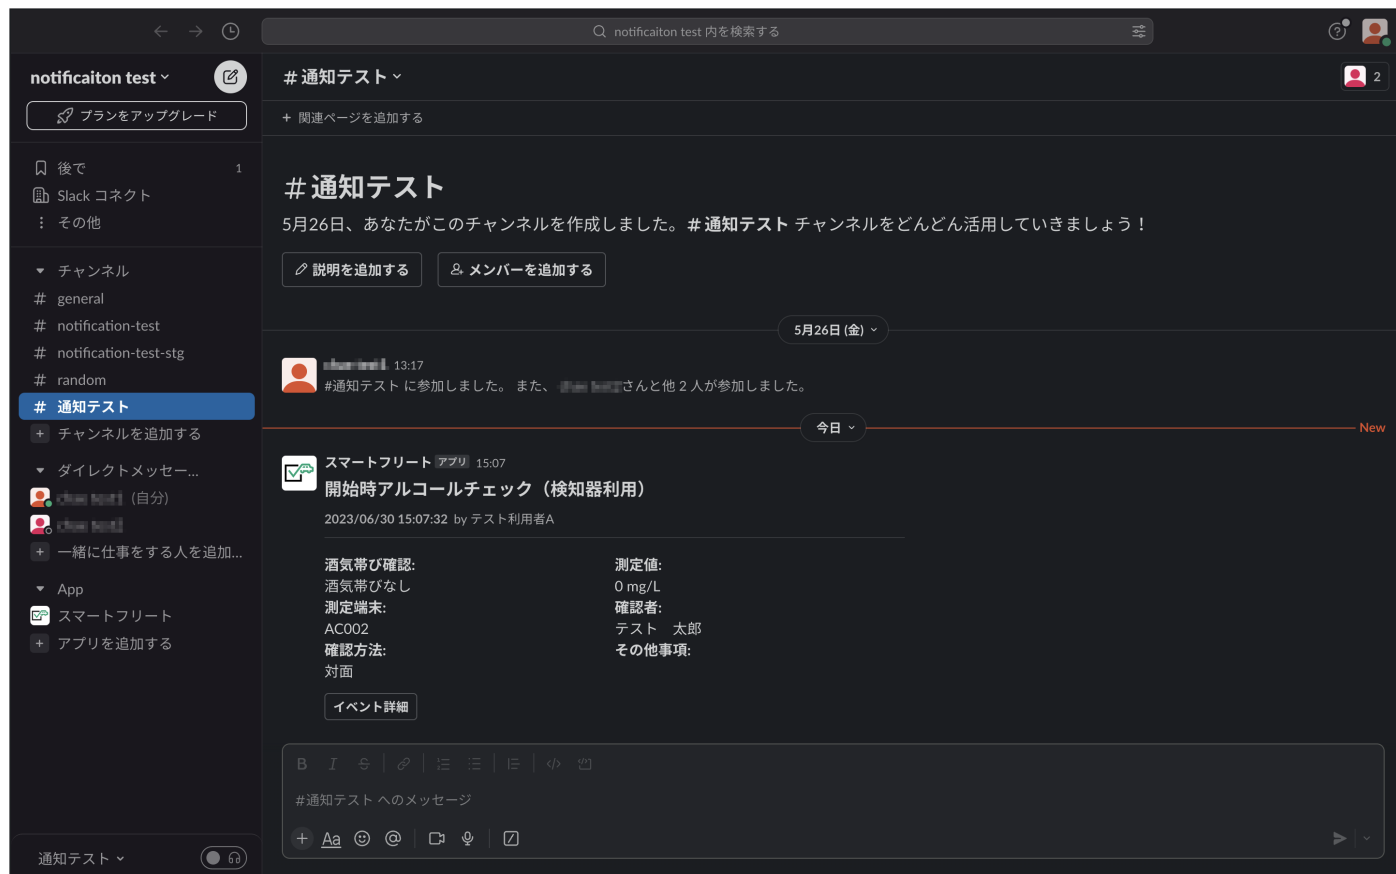 notificaiton test 内を検索する
notificaiton test
プランをアップグレード
後で 1
Slack コネクト
その他
チャンネル
# general
# notification-test
# notification-test-stg
# random
# 通知テスト
+ チャンネルを追加する
ダイレクトメッセー...
(自分)
+ 一緒に仕事をする人を追加...
App
スマートフリート
+ アプリを追加する
通知テスト
# 通知テスト
2
+ 関連ページを追加する
# 通知テスト
5月26日、あなたがこのチャンネルを作成しました。# 通知テスト チャンネルをどんどん活用していきましょう！
説明を追加する
メンバーを追加する
5月26日 (金)
13:17
#通知テスト に参加しました。 また、 さんと他 2 人が参加しました。
今日
New
スマートフリート アプリ 15:07
開始時アルコールチェック（検知器利用）
2023/06/30 15:07:32 by テスト利用者A
酒気帯び確認:
酒気帯びなし
測定値:
0 mg/L
測定端末:
AC002
確認者:
テスト　太郎
確認方法:
対面
その他事項:
イベント詳細
B I S
#通知テスト へのメッセージ
+ Aa @